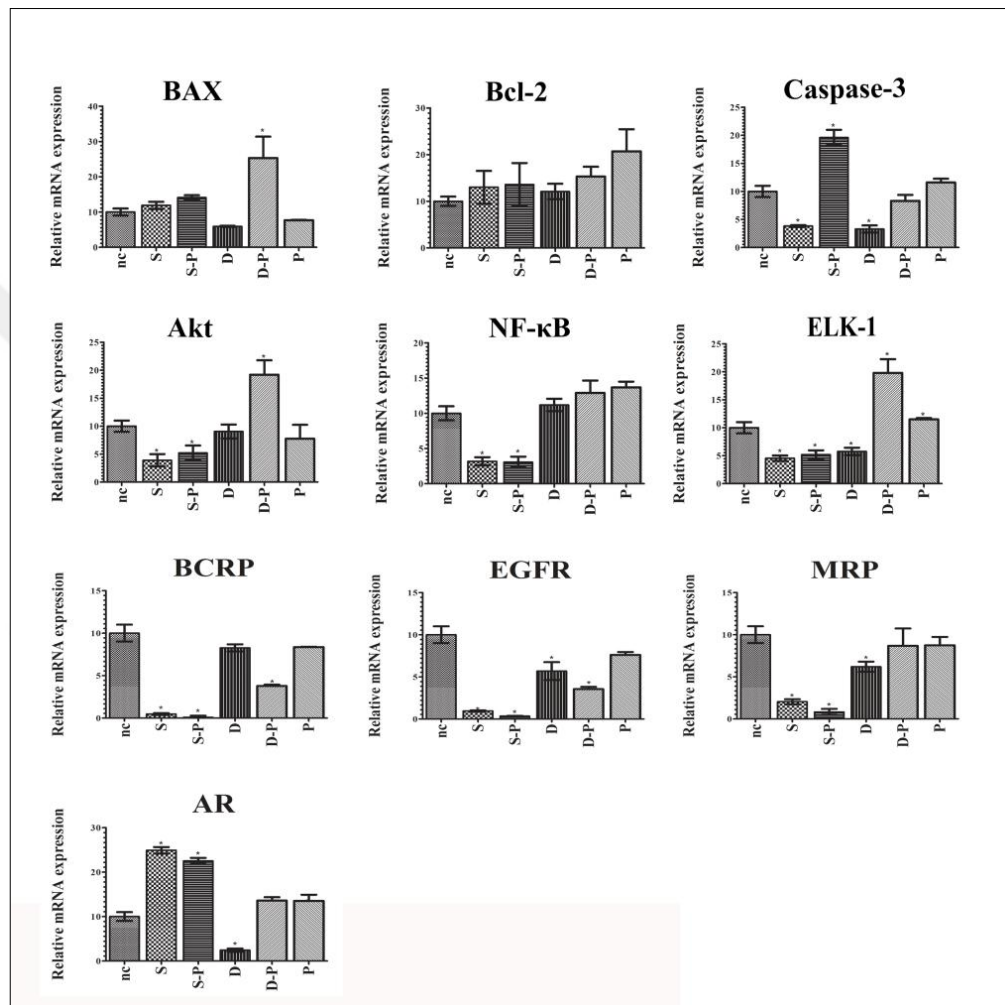 BAX
Relative mRNA expression
40
30
20
10
0
nc
S
S-P
D
D-P
P
*
Bcl-2
Relative mRNA expression
30
20
10
0
nc
S
S-P
D
D-P
P
Caspase-3
Relative mRNA expression
25
20
15
10
5
0
nc
S
S-P
D
D-P
P
*
*
*
Akt
Relative mRNA expression
25
20
15
10
5
0
nc
S
S-P
D
D-P
P
*
*
*
NF-κB
Relative mRNA expression
20
15
10
5
0
nc
S
S-P
D
D-P
P
*
*
ELK-1
Relative mRNA expression
25
20
15
10
5
0
nc
S
S-P
D
D-P
P
*
*
*
*
*
BCRP
Relative mRNA expression
15
10
5
0
nc
S
S-P
D
D-P
P
*
*
*
EGFR
Relative mRNA expression
15
10
5
0
nc
S
S-P
D
D-P
P
*
*
*
*
MRP
Relative mRNA expression
15
10
5
0
nc
S
S-P
D
D-P
P
*
*
*
AR
Relative mRNA expression
30
20
10
0
nc
S
S-P
D
D-P
P
*
*
*